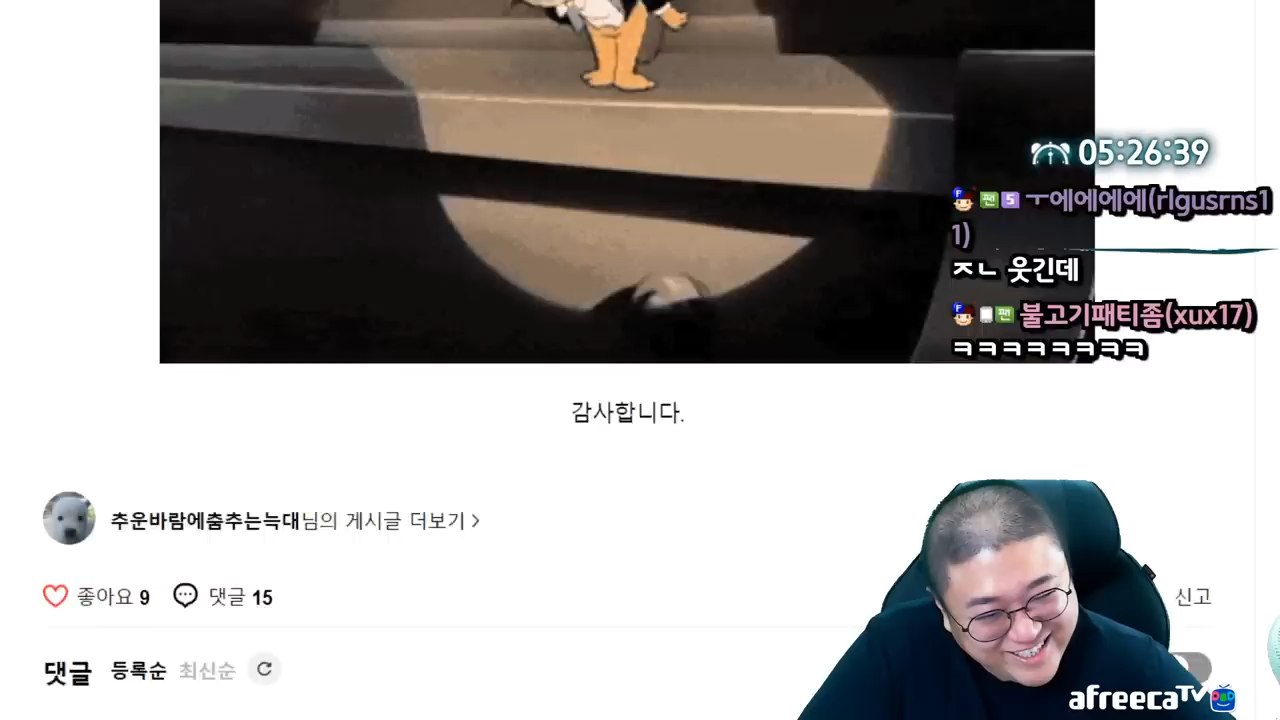 05:26:39
ㅜ에에에에(rlgusrns1
1)
ㅈㄴ 웃긴데
불고기패티좀(xux17)
ㅋㅋㅋㅋㅋㅋㅋㅋ
감사합니다.
추운바람에춤추는늑대님의 게시글 더보기 >
좋아요 9 댓글 15
신고
댓글 등록순 최신순
afreecaTV